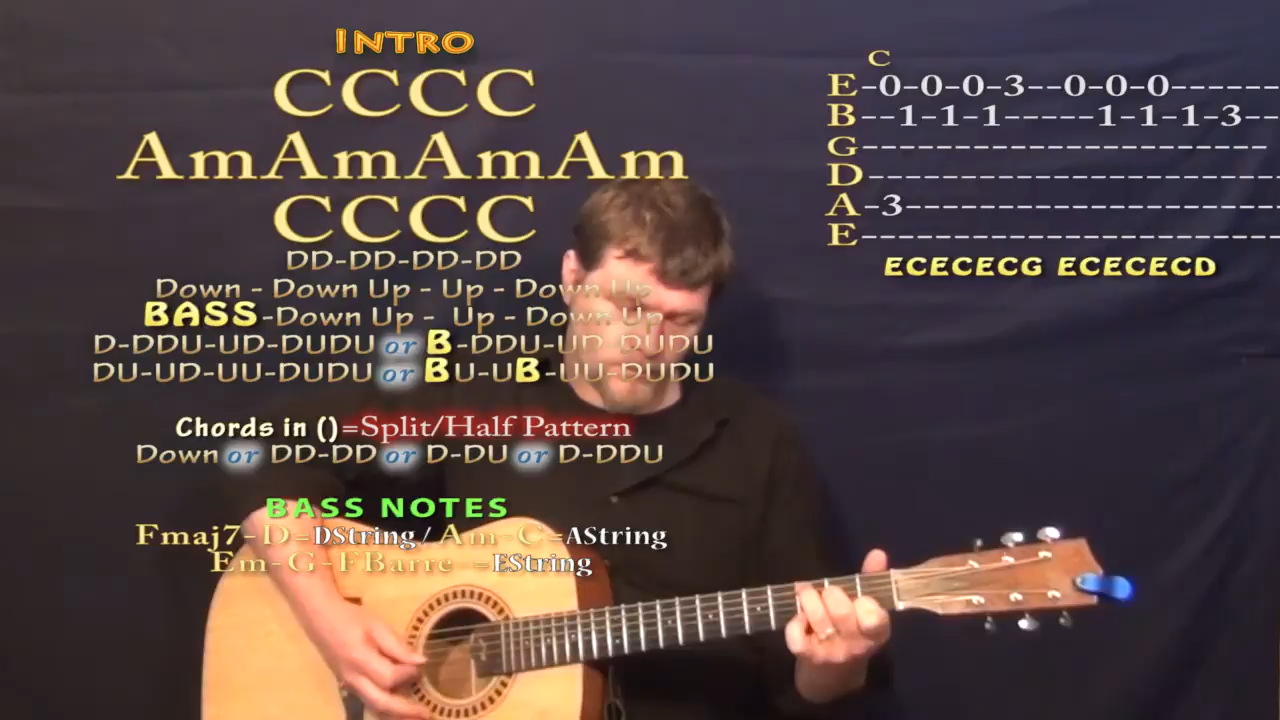 Intro
CCCC
AmAmAmAm
CCCC
DD-DD-DD-DD
Down - Down Up - Up - Down Up
BASS-Down Up - Up - Down Up
D-DDU-UD-DUDU or B-DDU-UD-DUDU
DU-UD-UU-DUDU or BU-UB-UU-DUDU
Chords in ()=Split/Half Pattern
Down or DD-DD or D-DU or D-DDU
BASS NOTES
Fmaj7-D=DString/Am-C=AString
Em-G-FBarre =EString
C
E-0-0-0-3--0-0-0------
B--1-1-1-----1-1-1-3--
G---------------------
D---------------------
A-3-------------------
E---------------------
ECECECG ECECECD